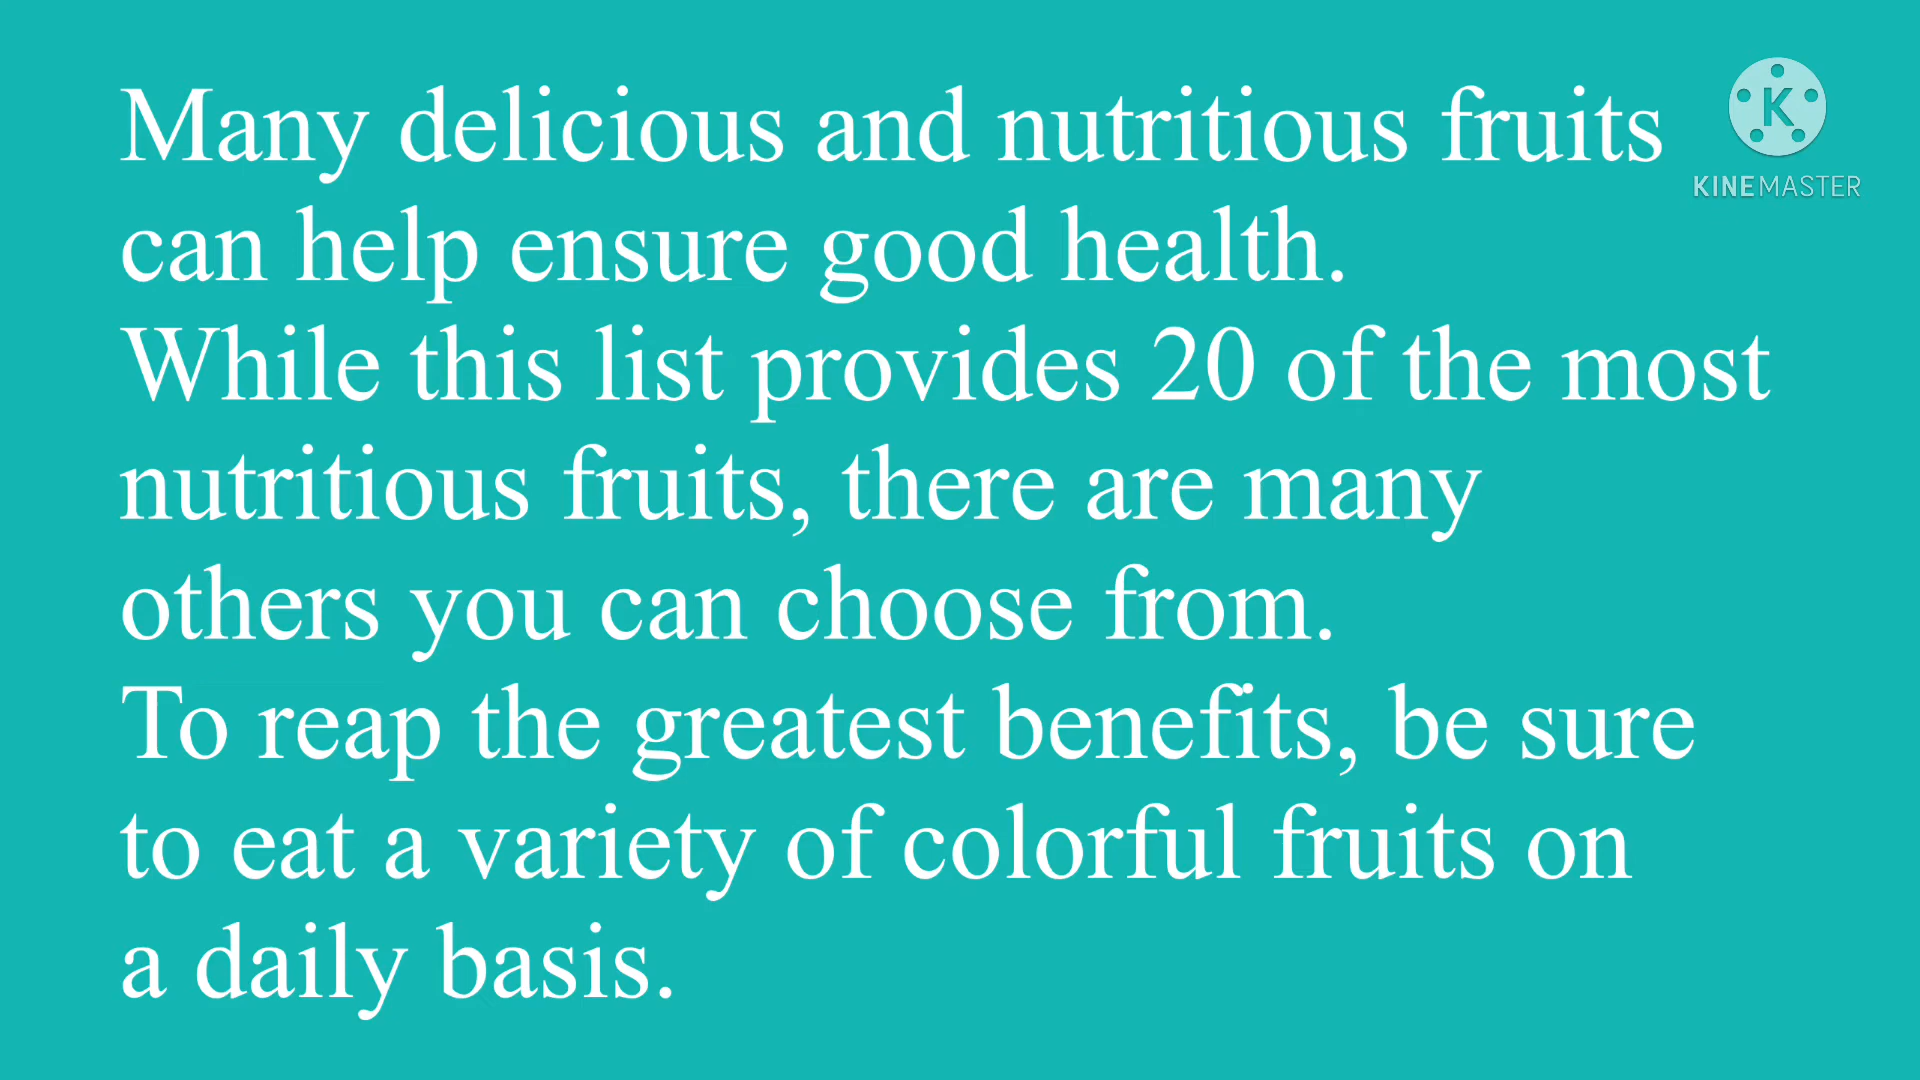 Many delicious and nutritious fruits
K
KINEMASTER
can help ensure good health.
While this list provides 20 of the most
nutritious fruits, there are many
others you can choose from.
To reap the greatest benefits, be sure
to eat a variety of colorful fruits on
a daily basis.